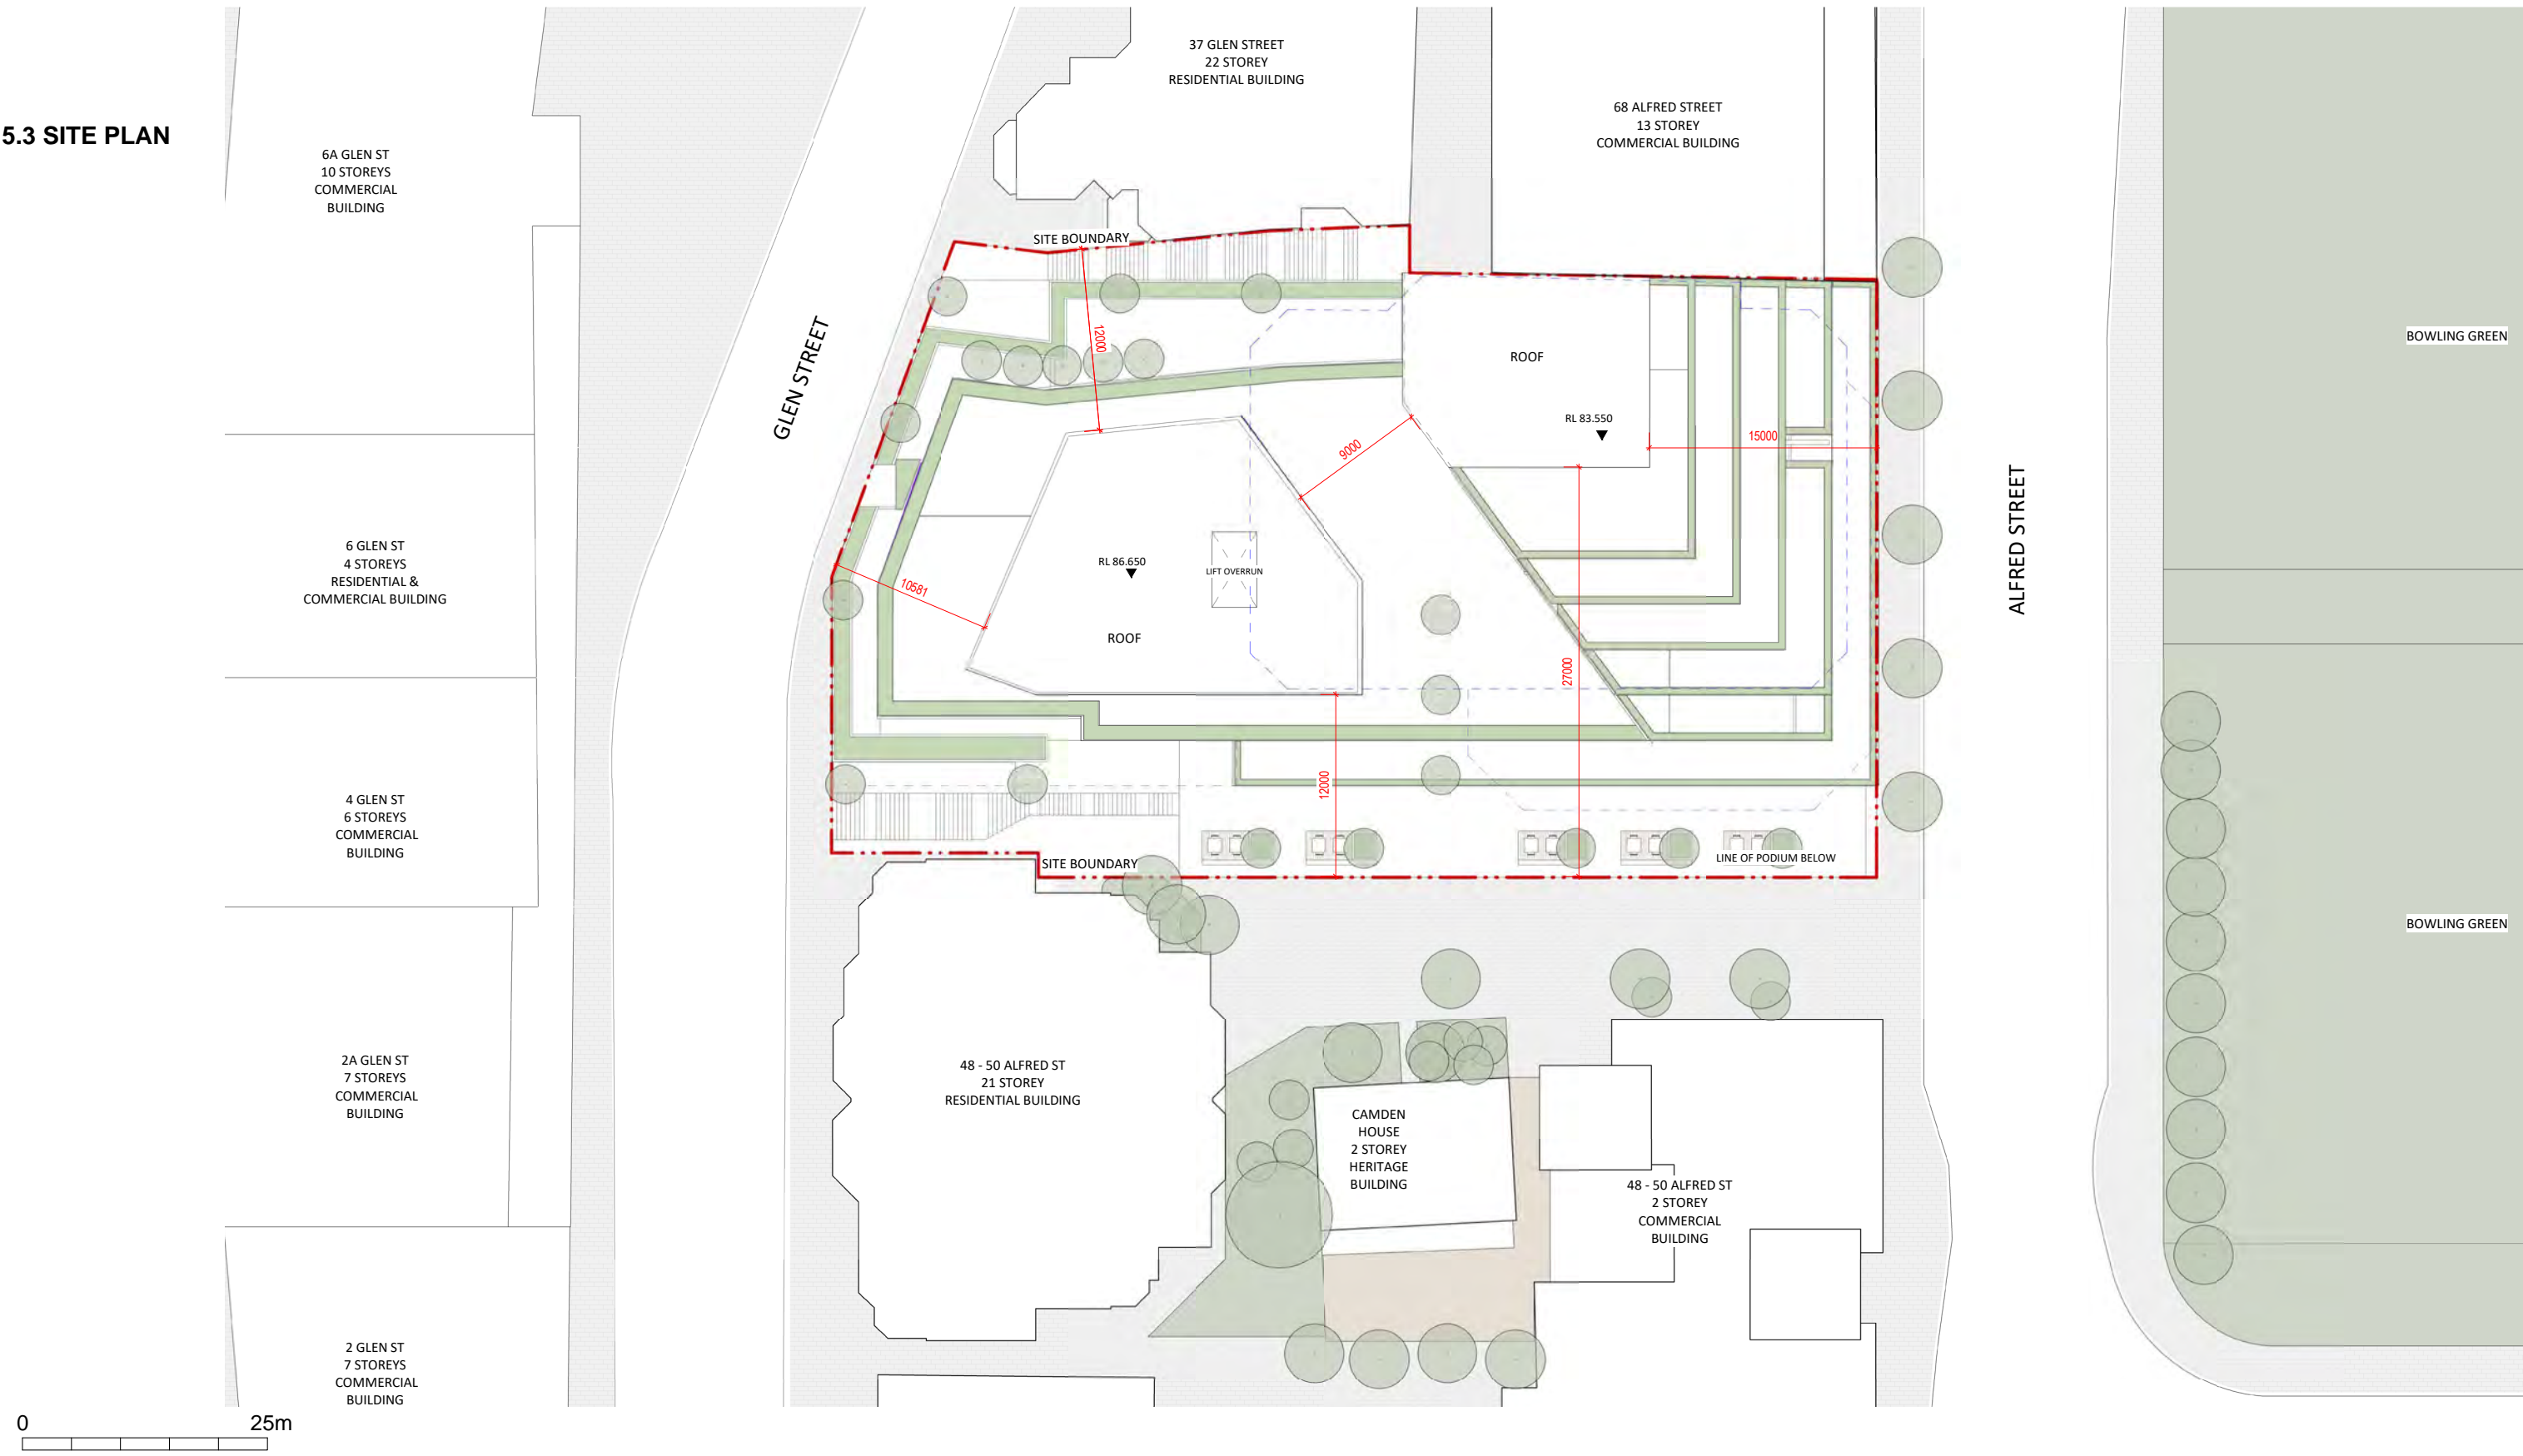 5.3 SITE PLAN
37 GLEN STREET
22 STOREY
RESIDENTIAL BUILDING
68 ALFRED STREET
13 STOREY
COMMERCIAL BUILDING
6A GLEN ST
10 STOREYS
COMMERCIAL
BUILDING
SITE BOUNDARY
GLEN STREET
12000
ROOF
BOWLING GREEN
RL 83.550
9000
15000
ALFRED STREET
6 GLEN ST
4 STOREYS
RESIDENTIAL &
COMMERCIAL BUILDING
RL 86.650
LIFT OVERRUN
10581
ROOF
27000
12000
4 GLEN ST
6 STOREYS
COMMERCIAL
BUILDING
SITE BOUNDARY
LINE OF PODIUM BELOW
BOWLING GREEN
2A GLEN ST
7 STOREYS
COMMERCIAL
BUILDING
48 - 50 ALFRED ST
21 STOREY
RESIDENTIAL BUILDING
CAMDEN
HOUSE
2 STOREY
HERITAGE
BUILDING
48 - 50 ALFRED ST
2 STOREY
COMMERCIAL
BUILDING
2 GLEN ST
7 STOREYS
COMMERCIAL
BUILDING
0 25m